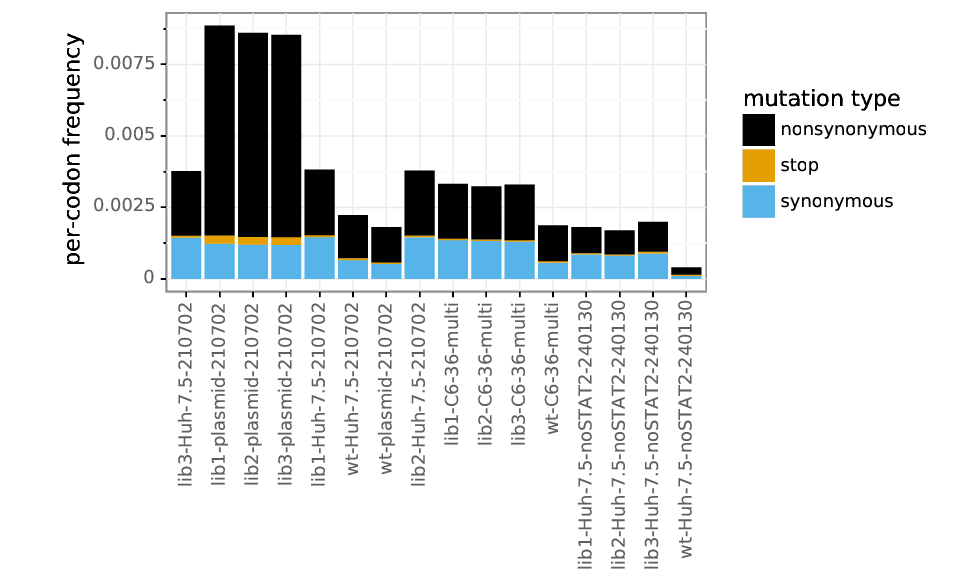 per-codon frequency
0.0075
0.005
0.0025
0
lib3-Huh-7.5-210702
lib1-plasmid-210702
lib2-plasmid-210702
lib3-plasmid-210702
lib1-Huh-7.5-210702
wt-Huh-7.5-210702
wt-plasmid-210702
lib2-Huh-7.5-210702
lib1-C6-36-multi
lib2-C6-36-multi
lib3-C6-36-multi
wt-C6-36-multi
lib1-Huh-7.5-noSTAT2-240130
lib2-Huh-7.5-noSTAT2-240130
lib3-Huh-7.5-noSTAT2-240130
wt-Huh-7.5-noSTAT2-240130
mutation type
nonsynonymous
stop
synonymous